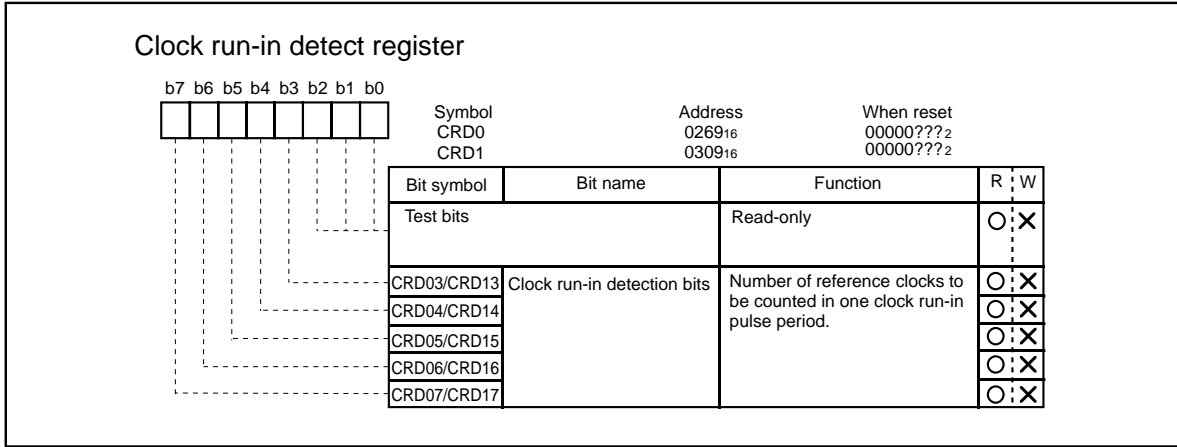 Clock run-in detect register
b7 b6 b5 b4 b3 b2 b1 b0
Symbol Address When reset
CRD0 026916 00000???2
CRD1 030916 00000???2
Bit symbol Bit name Function R W
Test bits Read-only
CRD03/CRD13 Clock run-in detection bits Number of reference clocks to
CRD04/CRD14 be counted in one clock run-in
pulse period.
CRD05/CRD15
CRD06/CRD16
CRD07/CRD17